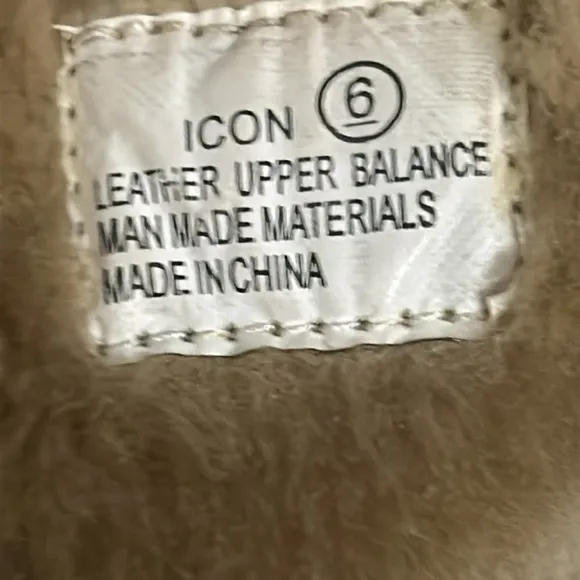 ICON 6
LEATHER UPPER BALANCE
MAN MADE MATERIALS
MADE IN CHINA